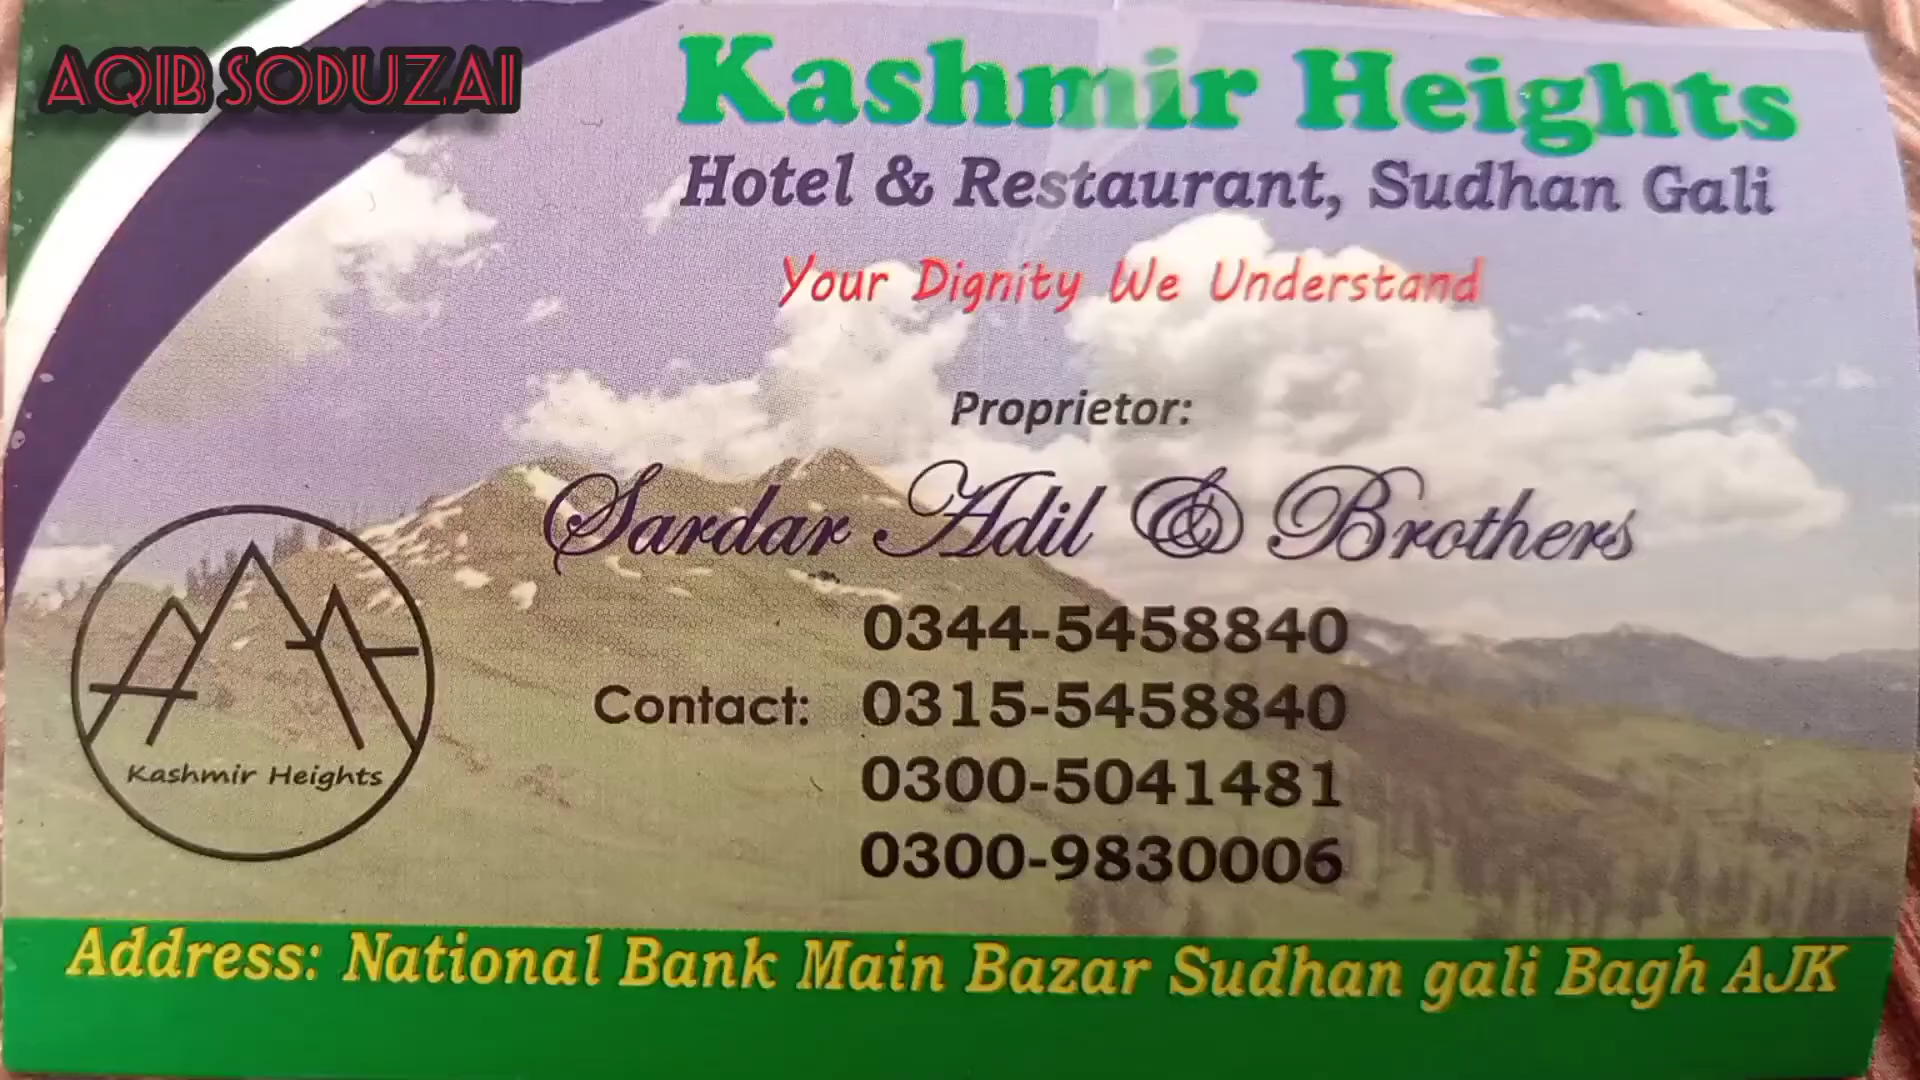 AQIB SODUZAI
Kashmir Heights
Hotel & Restaurant, Sudhan Gali
Your Dignity We Understand
Proprietor:
Sardar Adil & Brothers
0344-5458840
Contact: 0315-5458840
0300-5041481
0300-9830006
Kashmir Heights
Address: National Bank Main Bazar Sudhan gali Bagh AJK